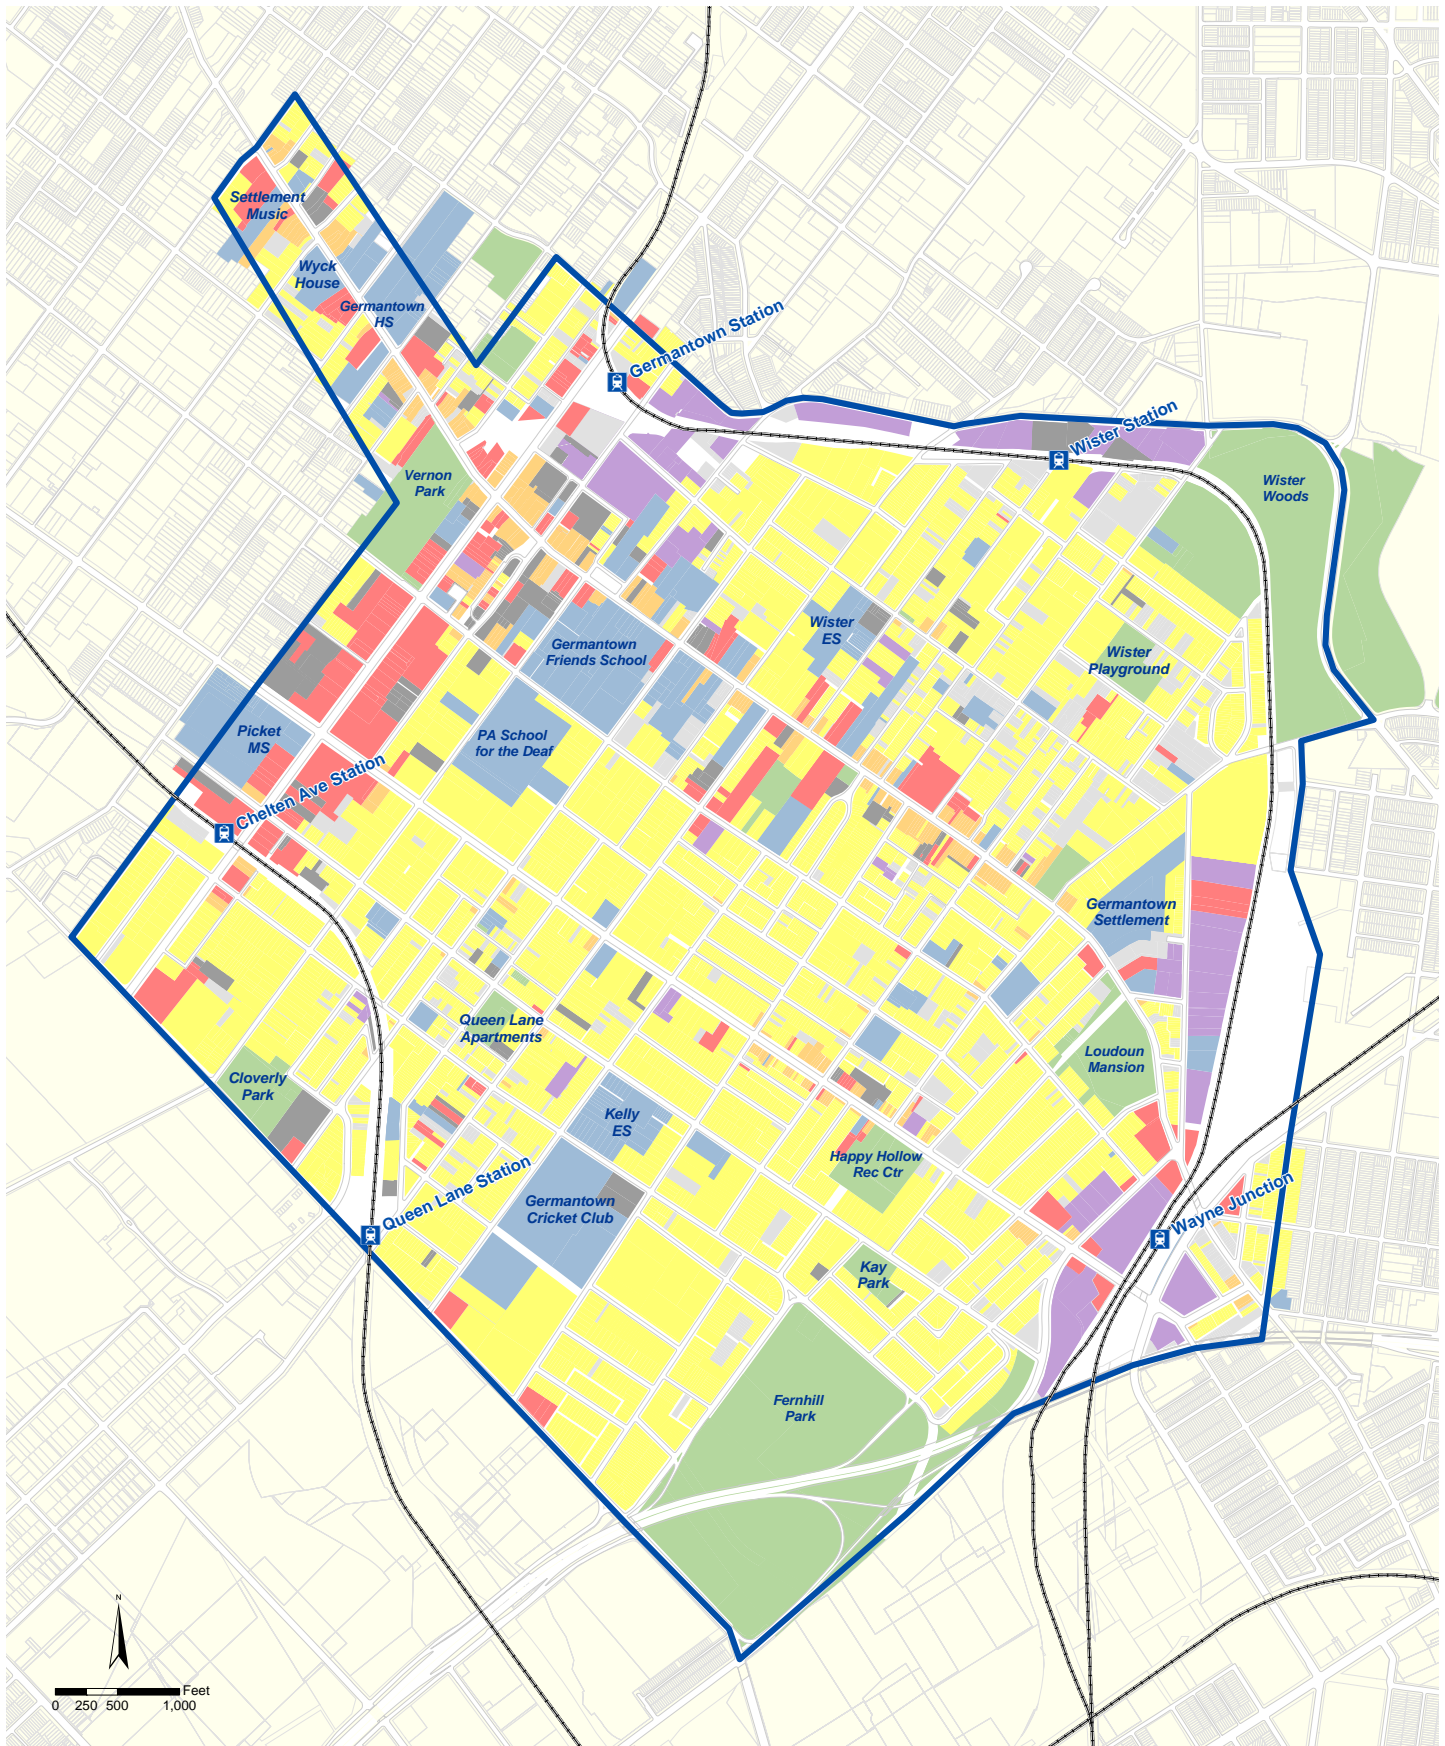 Settlement
Music
Wyck
House
Germantown
HS
Germantown Station
Wister Station
Vernon
Park
Wister
Woods
Wister
ES
Germantown
Friends School
Wister
Playground
Picket
MS
PA School
for the Deaf
Chelten Ave Station
Germantown
Settlement
Queen Lane
Apartments
Loudoun
Mansion
Cloverly
Park
Kelly
ES
Happy Hollow
Rec Ctr
Queen Lane Station
Germantown
Cricket Club
Wayne Junction
Kay
Park
Fernhill
Park
N
Feet
0 250 500 1,000